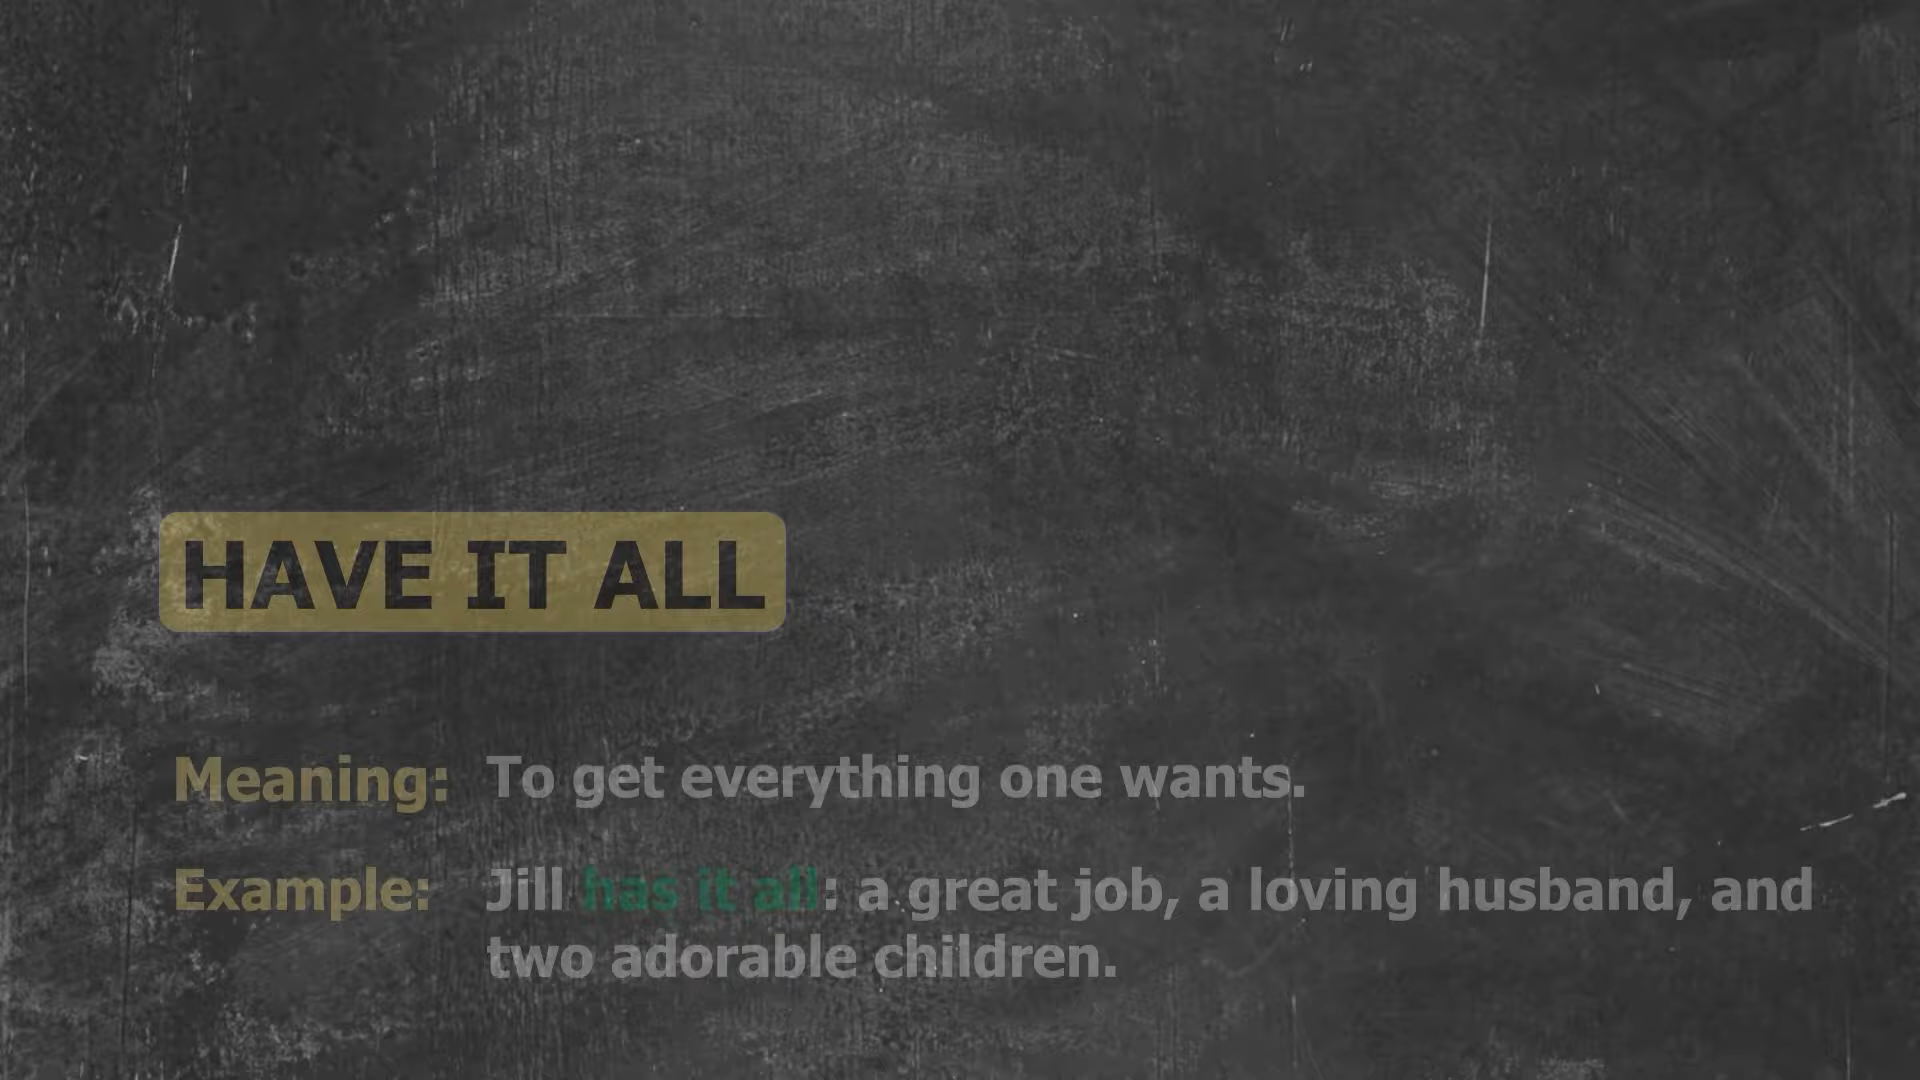 HAVE IT ALL
Meaning: To get everything one wants.
Example: Jill has it all: a great job, a loving husband, and
two adorable children.